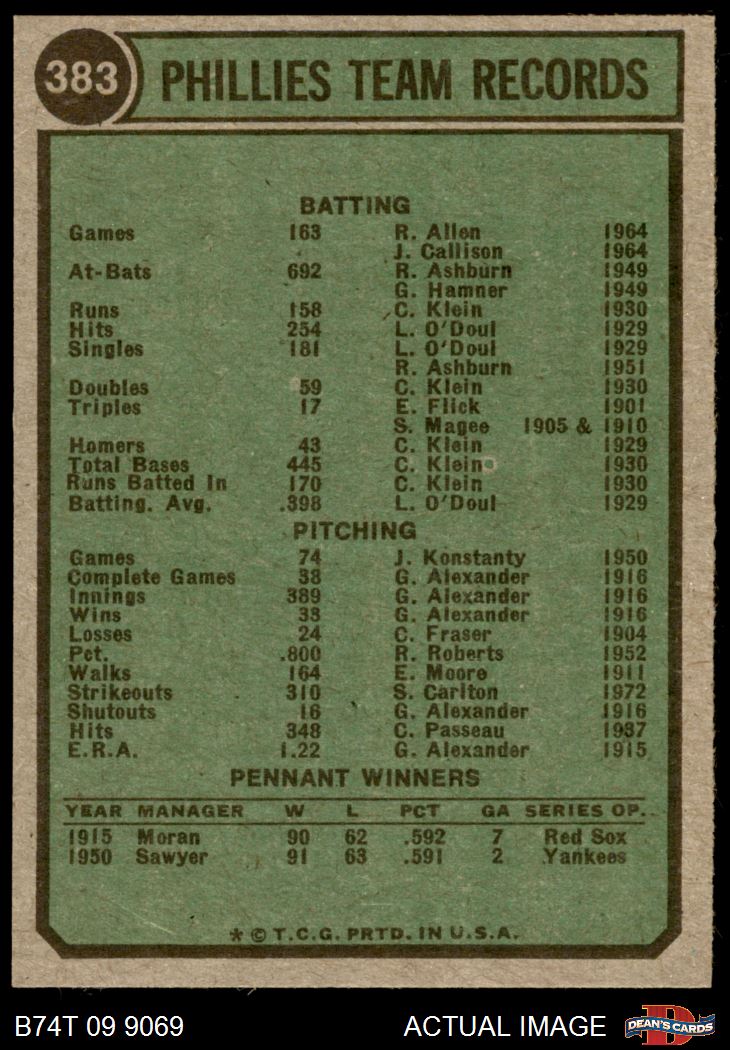 383 PHILLIES TEAM RECORDS
BATTING
Games 163 R. Allen 1964
J. Callison 1964
At-Bats 692 R. Ashburn 1949
G. Hamner 1949
Runs 158 C. Klein 1930
Hits 254 L. O'Doul 1929
Singles 181 L. O'Doul 1929
R. Ashburn 1951
Doubles 59 C. Klein 1930
Triples 17 E. Flick 1901
S. Magee 1905 & 1910
Homers 43 C. Klein 1929
Total Bases 445 C. Klein 1930
Runs Batted In 170 C. Klein 1930
Batting. Avg. .398 L. O'Doul 1929
PITCHING
Games 74 J. Konstanty 1950
Complete Games 38 G. Alexander 1916
Innings 389 G. Alexander 1916
Wins 33 G. Alexander 1916
Losses 24 C. Fraser 1904
Pct. .800 R. Roberts 1952
Walks 164 E. Moore 1911
Strikeouts 310 S. Carlton 1972
Shutouts 16 G. Alexander 1916
Hits 348 C. Passeau 1937
E.R.A. 1.22 G. Alexander 1915
PENNANT WINNERS
YEAR MANAGER W L PCT GA SERIES OP.
1915 Moran 90 62 .592 7 Red Sox
1950 Sawyer 91 63 .591 2 Yankees
* © T.C.G. PRTD. IN U.S.A.
B74T 09 9069 ACTUAL IMAGE D DEAN'S CARDS